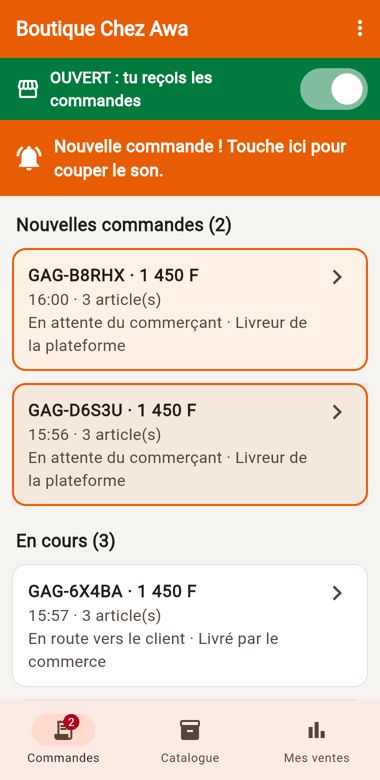 Boutique Chez Awa
OUVERT : tu reçois les
commandes
Nouvelle commande ! Touche ici pour
couper le son.
Nouvelles commandes (2)
GAG-B8RHX · 1 450 F
16:00 · 3 article(s)
En attente du commerçant · Livreur de
la plateforme
GAG-D6S3U · 1 450 F
15:56 · 3 article(s)
En attente du commerçant · Livreur de
la plateforme
En cours (3)
GAG-6X4BA · 1 450 F
15:57 · 3 article(s)
En route vers le client · Livré par le
commerce
2
Commandes
Catalogue
Mes ventes